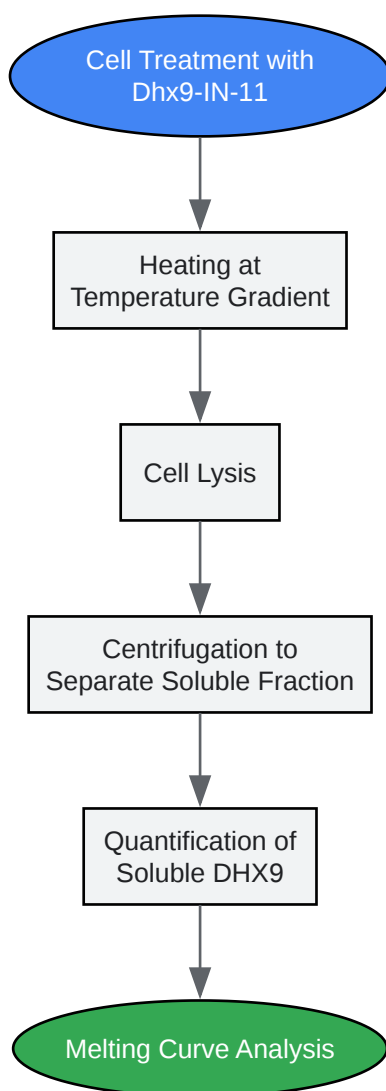 Cell Treatment with
Dhx9-IN-11
Heating at
Temperature Gradient
Cell Lysis
Centrifugation to
Separate Soluble Fraction
Quantification of
Soluble DHX9
Melting Curve Analysis